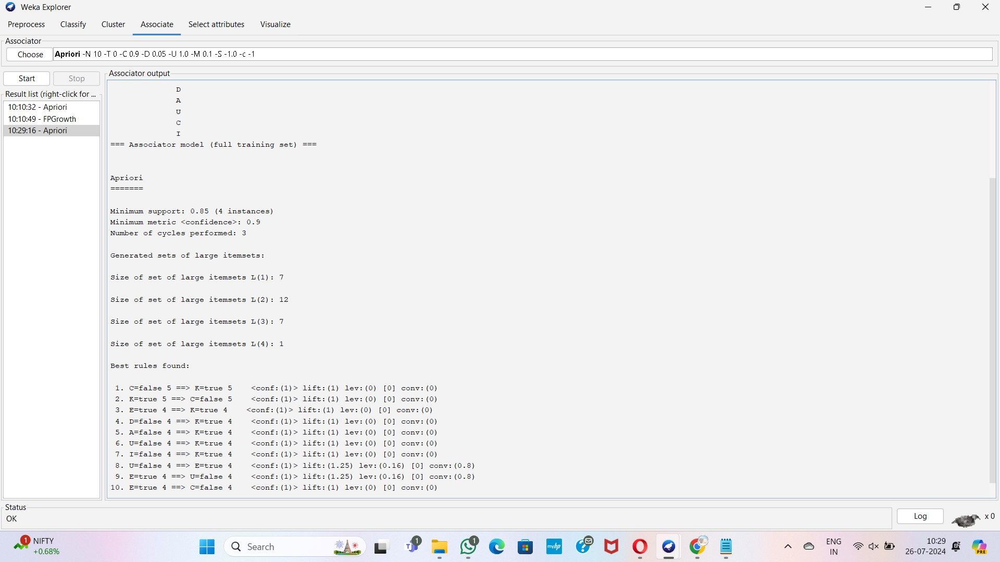 Weka Explorer
Preprocess Classify Cluster Associate Select attributes Visualize
Associator
Choose Apriori -N 10 -T 0 -C 0.9 -D 0.05 -U 1.0 -M 0.1 -S -1.0 -c -1
Start Stop
Associator output
Result list (right-click for ...
10:10:32 - Apriori
10:10:49 - FPGrowth
10:29:16 - Apriori
D
A
U
C
I
=== Associator model (full training set) ===
Apriori
=======
Minimum support: 0.85 (4 instances)
Minimum metric <confidence>: 0.9
Number of cycles performed: 3
Generated sets of large itemsets:
Size of set of large itemsets L(1): 7
Size of set of large itemsets L(2): 12
Size of set of large itemsets L(3): 7
Size of set of large itemsets L(4): 1
Best rules found:
1. C=false 5 ==> K=true 5 <conf:(1)> lift:(1) lev:(0) [0] conv:(0)
2. K=true 5 ==> C=false 5 <conf:(1)> lift:(1) lev:(0) [0] conv:(0)
3. E=true 4 ==> K=true 4 <conf:(1)> lift:(1) lev:(0) [0] conv:(0)
4. D=false 4 ==> K=true 4 <conf:(1)> lift:(1) lev:(0) [0] conv:(0)
5. A=false 4 ==> K=true 4 <conf:(1)> lift:(1) lev:(0) [0] conv:(0)
6. U=false 4 ==> K=true 4 <conf:(1)> lift:(1) lev:(0) [0] conv:(0)
7. I=false 4 ==> K=true 4 <conf:(1)> lift:(1) lev:(0) [0] conv:(0)
8. U=false 4 ==> E=true 4 <conf:(1)> lift:(1.25) lev:(0.16) [0] conv:(0.8)
9. E=true 4 ==> U=false 4 <conf:(1)> lift:(1.25) lev:(0.16) [0] conv:(0.8)
10. E=true 4 ==> C=false 4 <conf:(1)> lift:(1) lev:(0) [0] conv:(0)
Status
OK
Log
x 0
1
NIFTY
+0.68%
Search
1
T
1
myhp
?
ENG
IN
10:29
26-07-2024
PRE